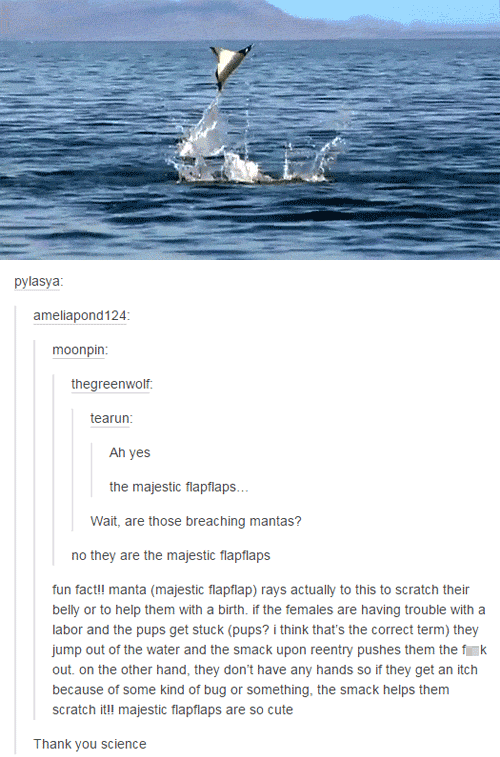 pylasya:
ameliapond124:
moonpin:
thegreenwolf:
tearun:
Ah yes
the majestic flapflaps...
Wait, are those breaching mantas?
no they are the majestic flapflaps
fun fact!! manta (majestic flapflap) rays actually to this to scratch their
belly or to help them with a birth. if the females are having trouble with a
labor and the pups get stuck (pups? i think that's the correct term) they
jump out of the water and the smack upon reentry pushes them the f k
out. on the other hand, they don't have any hands so if they get an itch
because of some kind of bug or something, the smack helps them
scratch it!! majestic flapflaps are so cute
Thank you science